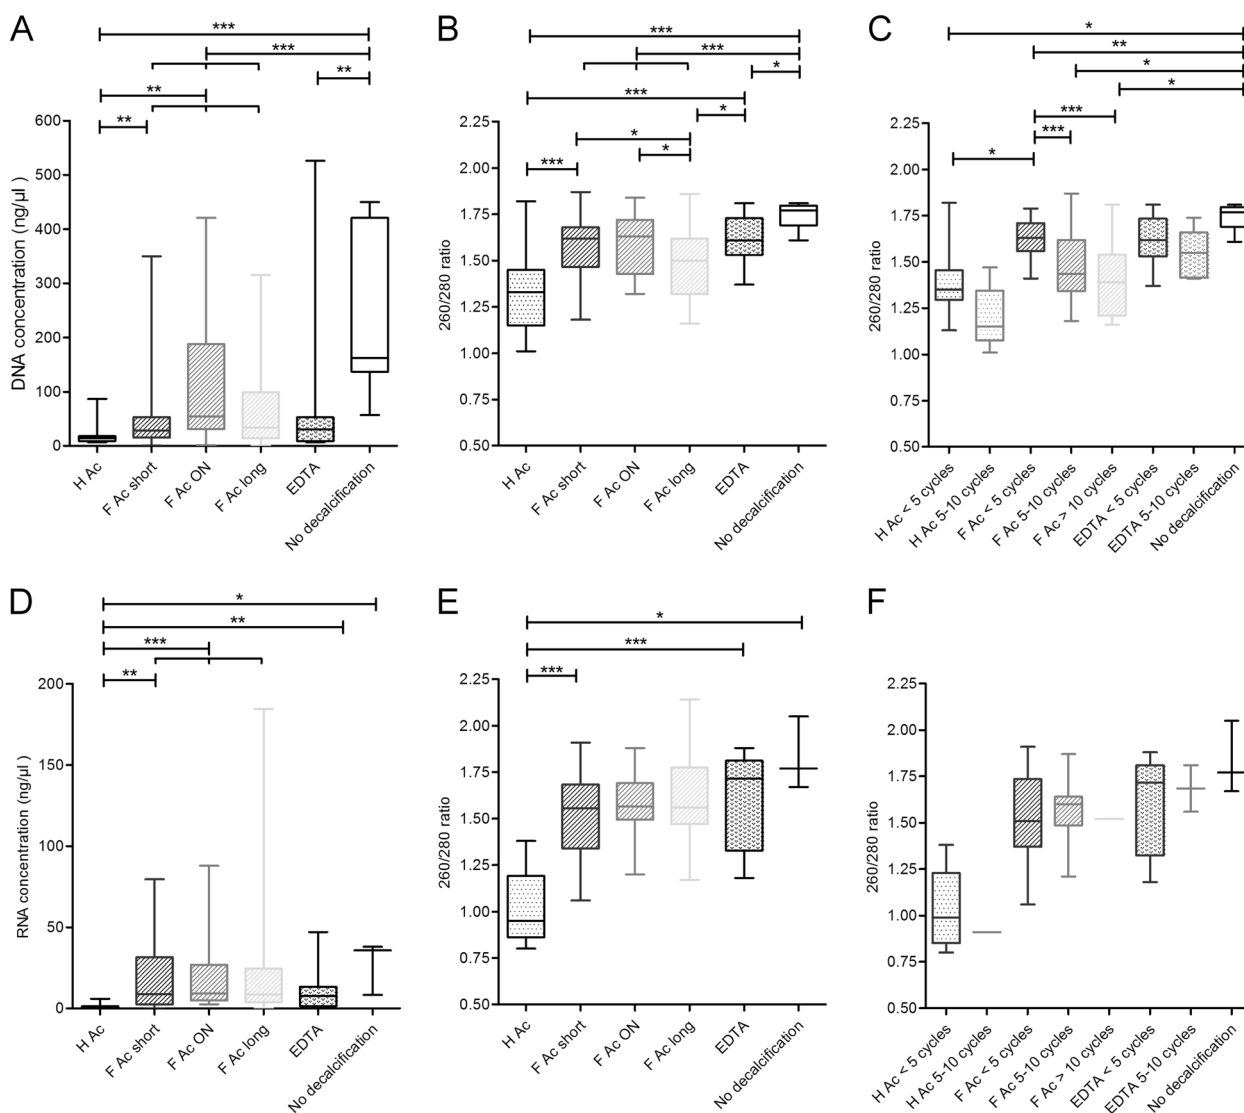 A
***
***
**
**
**
DNA concentration (ng/µl)
600
500
400
300
200
100
0
H Ac
F Ac short
F Ac ON
F Ac long
EDTA
No decalcification
B
***
***
*
***
*
*
*
***
260/280 ratio
2.25
2.00
1.75
1.50
1.25
1.00
0.75
0.50
H Ac
F Ac short
F Ac ON
F Ac long
EDTA
No decalcification
C
*
**
*
*
***
***
*
260/280 ratio
2.25
2.00
1.75
1.50
1.25
1.00
0.75
0.50
H Ac < 5 cycles
H Ac 5-10 cycles
F Ac < 5 cycles
F Ac 5-10 cycles
F Ac > 10 cycles
EDTA < 5 cycles
EDTA 5-10 cycles
No decalcification
D
*
**
***
**
RNA concentration (ng/µl)
200
150
100
50
0
H Ac
F Ac short
F Ac ON
F Ac long
EDTA
No decalcification
E
*
***
***
260/280 ratio
2.25
2.00
1.75
1.50
1.25
1.00
0.75
0.50
H Ac
F Ac short
F Ac ON
F Ac long
EDTA
No decalcification
F
260/280 ratio
2.25
2.00
1.75
1.50
1.25
1.00
0.75
0.50
H Ac < 5 cycles
H Ac 5-10 cycles
F Ac < 5 cycles
F Ac 5-10 cycles
F Ac > 10 cycles
EDTA < 5 cycles
EDTA 5-10 cycles
No decalcification